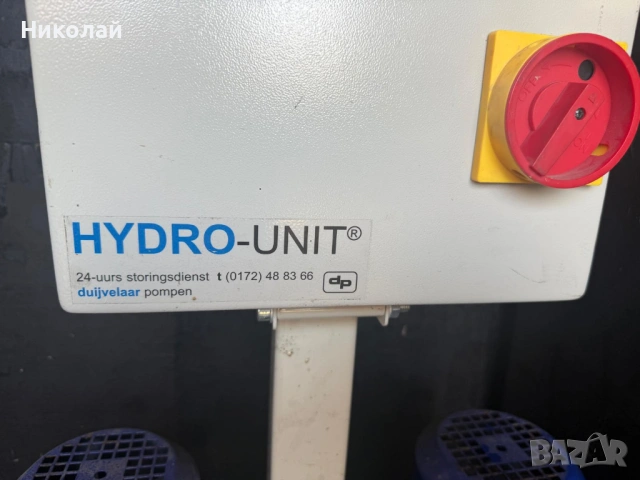 Николай
HYDRO-UNIT®
24-uurs storingsdienst t (0172) 48 83 66
duijvelaar pompen
dp
BAZAR